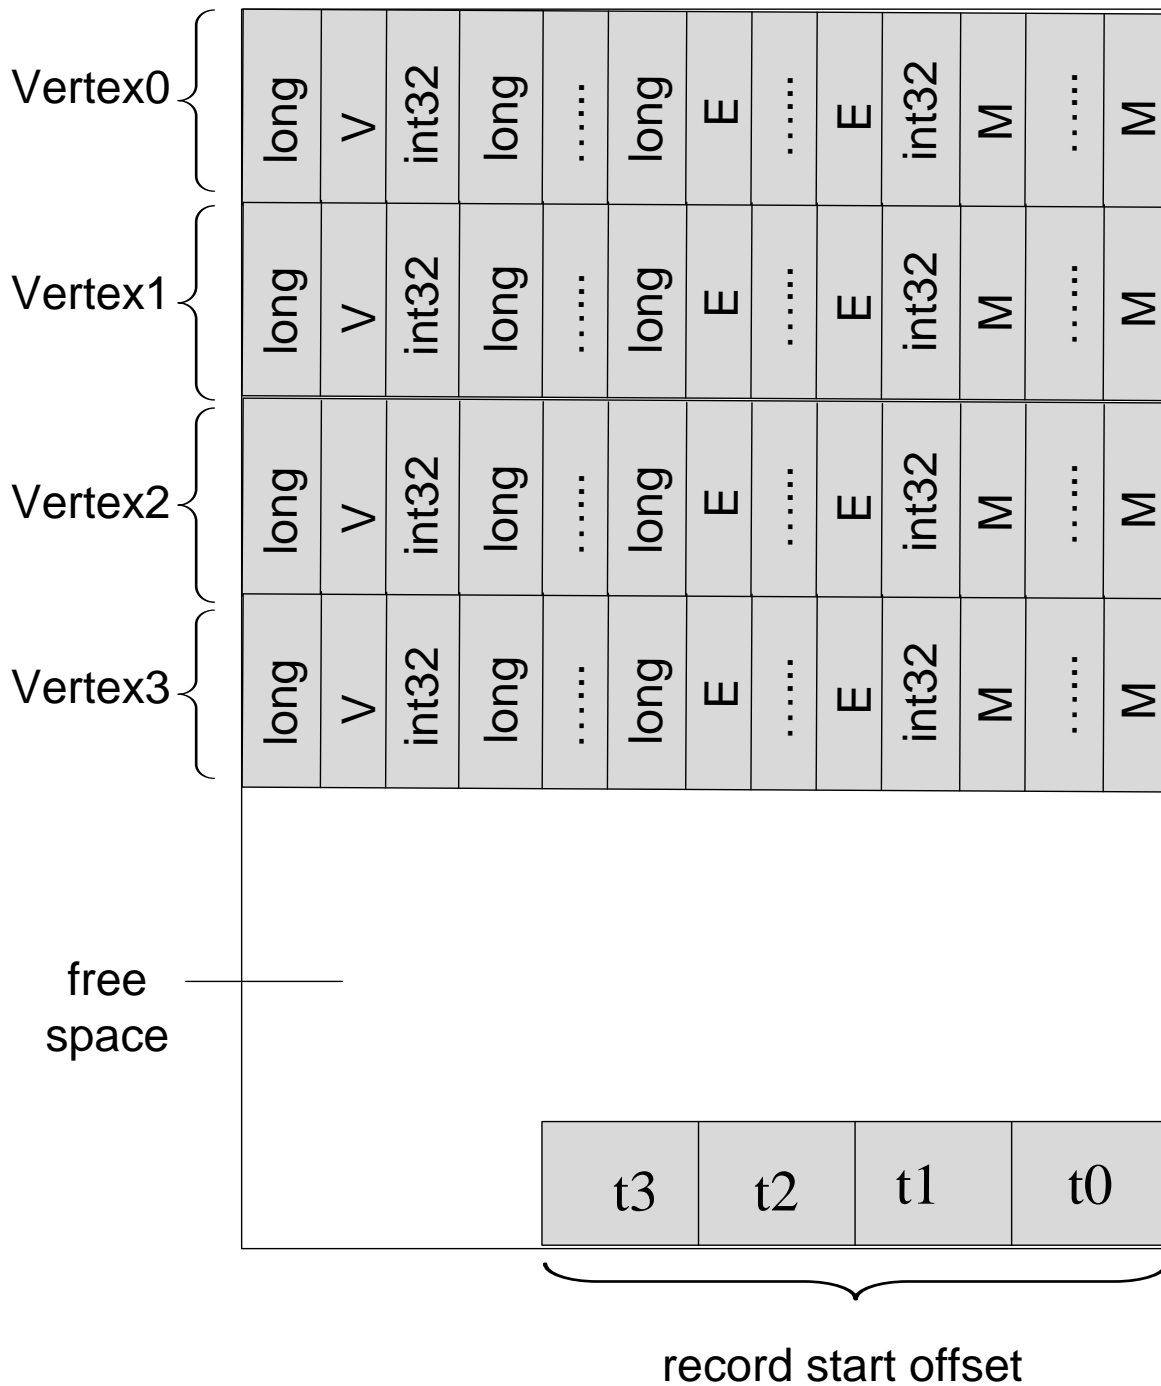 Vertex0
long V int32 long ...... long E ...... E int32 M ...... M
Vertex1
long V int32 long ...... long E ...... E int32 M ...... M
Vertex2
long V int32 long ...... long E ...... E int32 M ...... M
Vertex3
long V int32 long ...... long E ...... E int32 M ...... M
free
space
t3 t2 t1 t0
record start offset